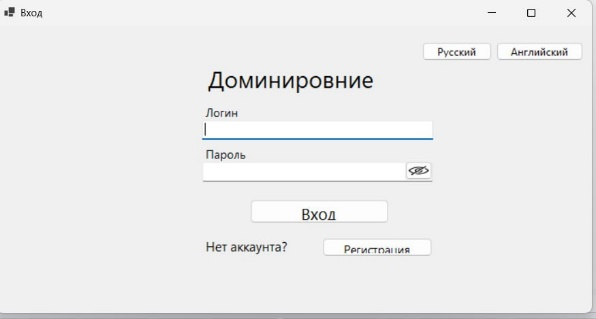 Вход
Русский Английский
Доминировние
Логин
Пароль
Вход
Нет аккаунта? Регистрация